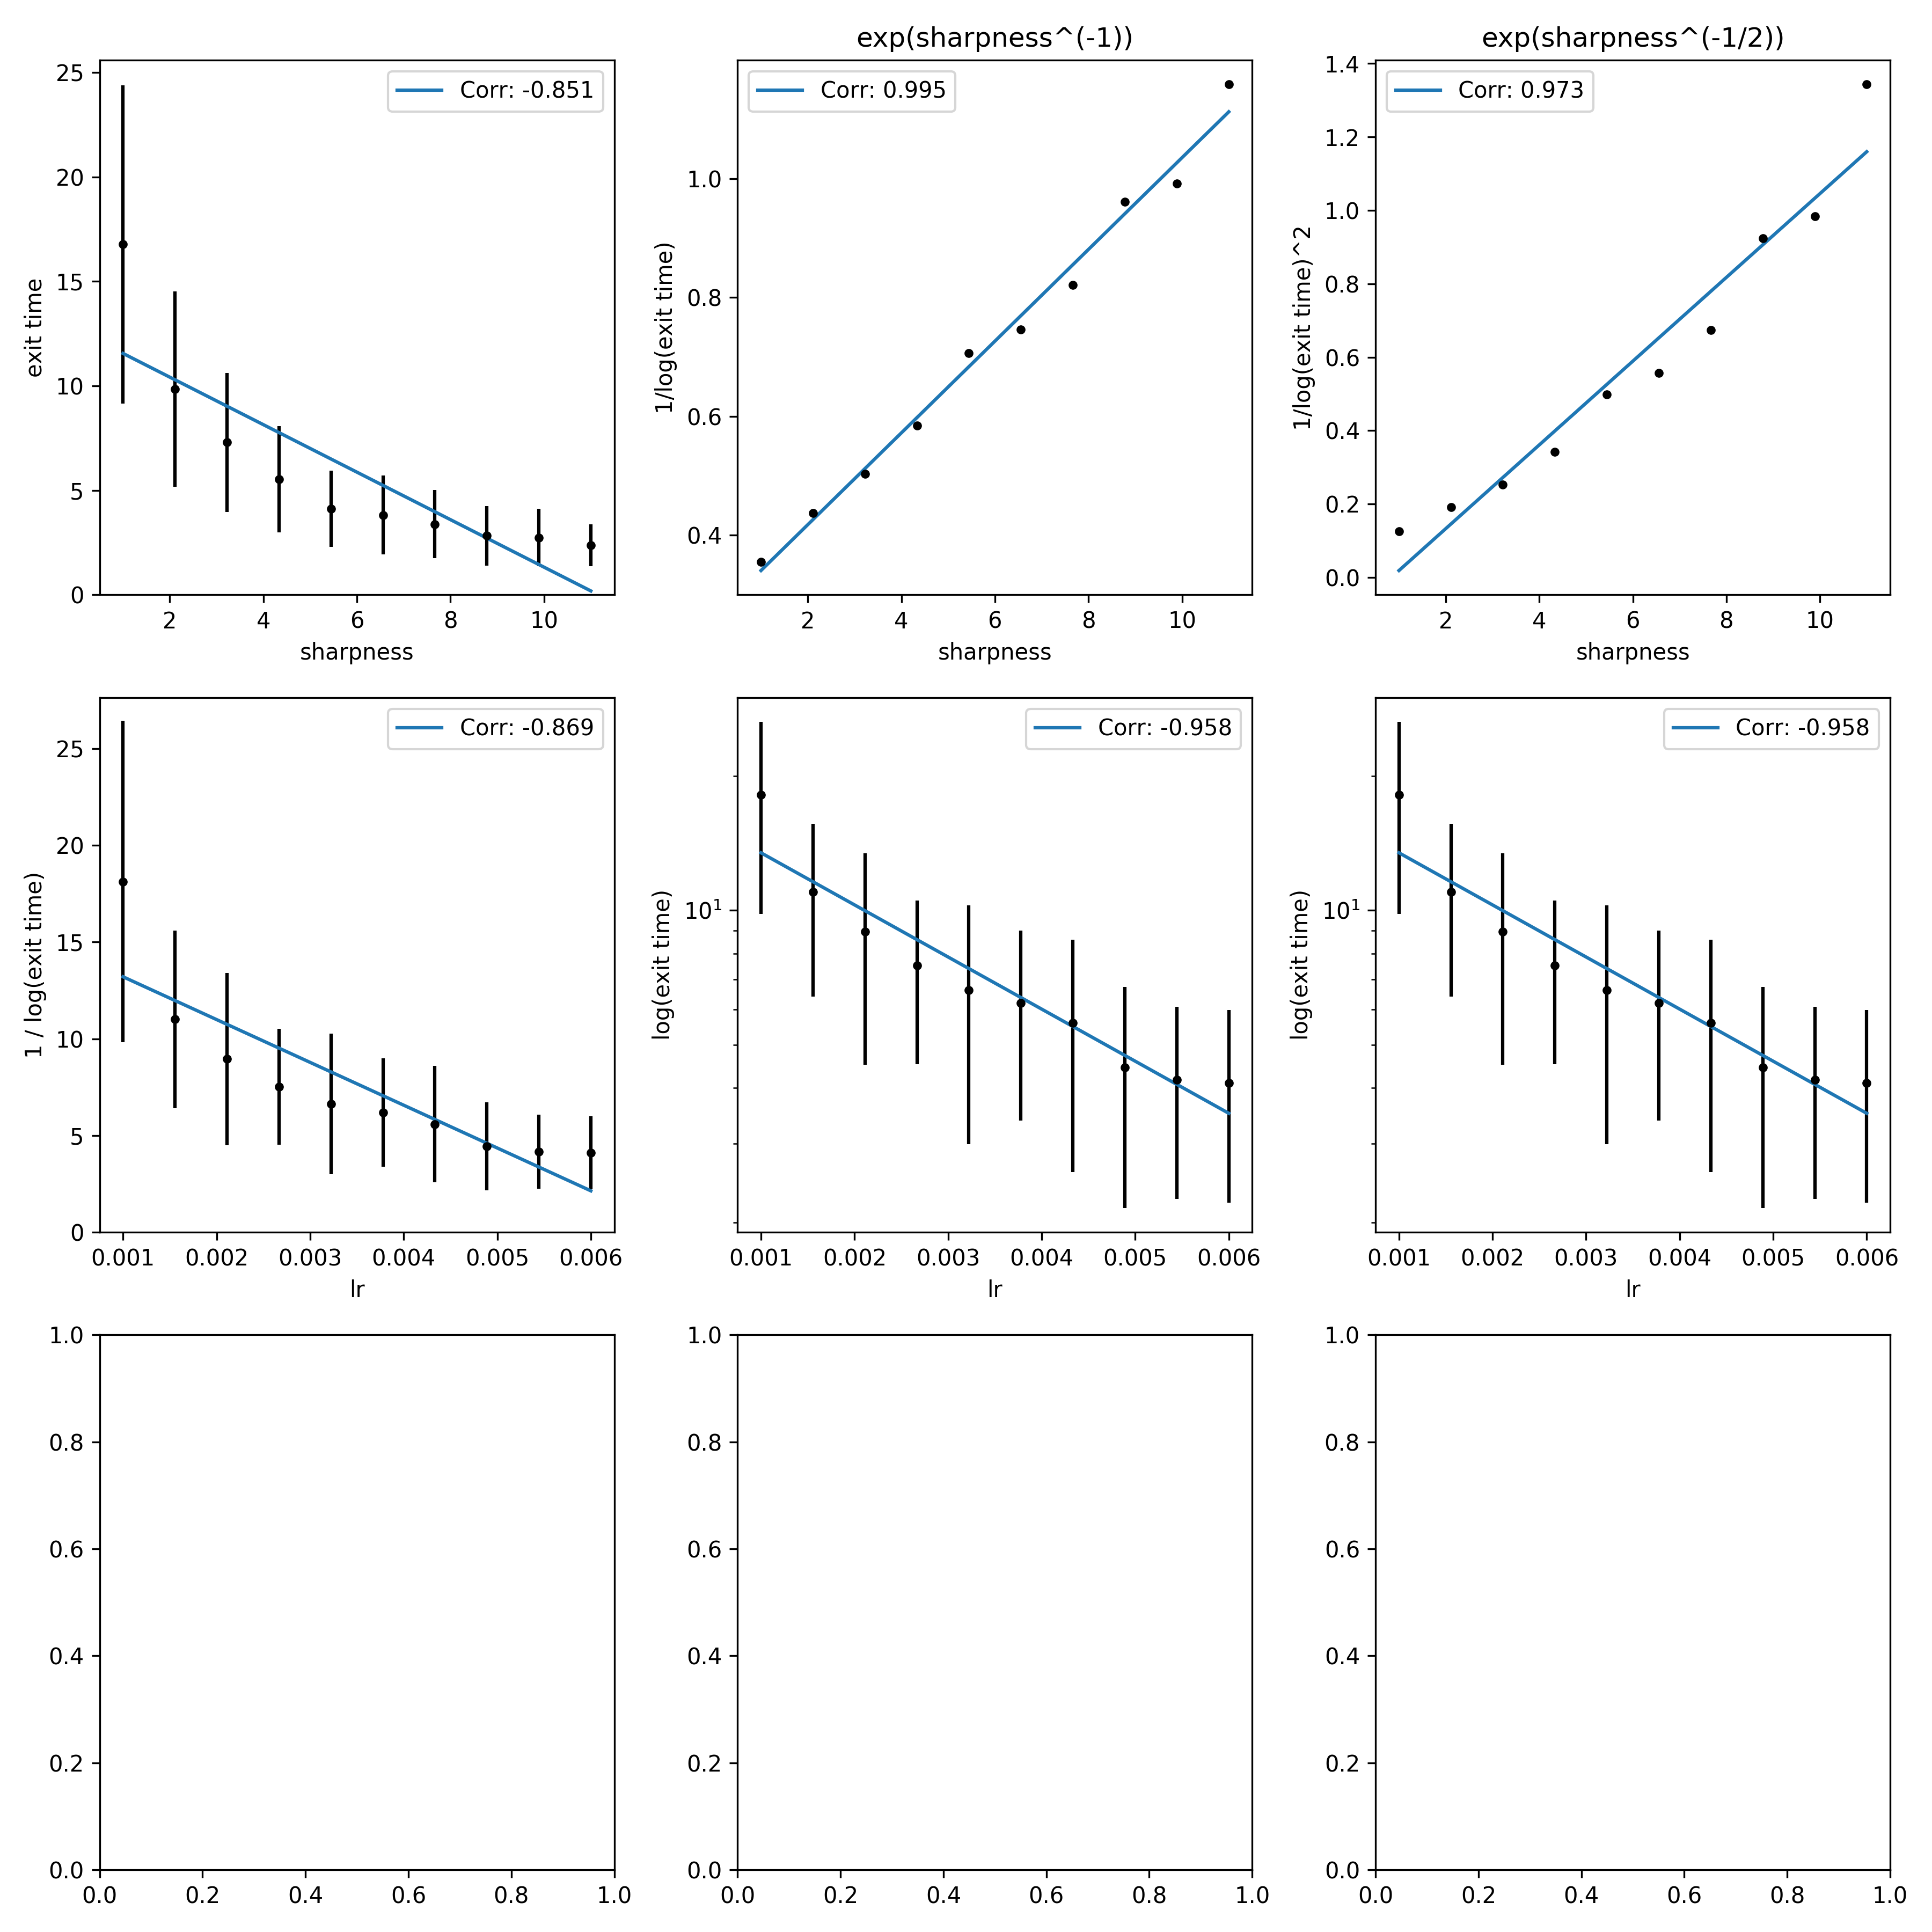 exp(sharpness^(-1))
exp(sharpness^(-1/2))
25
20
15
10
5
0
exit time
Corr: -0.851
2 4 6 8 10
sharpness
1.0
0.8
0.6
0.4
1/log(exit time)
Corr: 0.995
2 4 6 8 10
sharpness
1.4
1.2
1.0
0.8
0.6
0.4
0.2
0.0
1/log(exit time)^2
Corr: 0.973
2 4 6 8 10
sharpness
25
20
15
10
5
0
1 / log(exit time)
Corr: -0.869
0.001 0.002 0.003 0.004 0.005 0.006
lr
10¹
log(exit time)
Corr: -0.958
0.001 0.002 0.003 0.004 0.005 0.006
lr
10¹
log(exit time)
Corr: -0.958
0.001 0.002 0.003 0.004 0.005 0.006
lr
1.0
0.8
0.6
0.4
0.2
0.0
0.0 0.2 0.4 0.6 0.8 1.0
1.0
0.8
0.6
0.4
0.2
0.0
0.0 0.2 0.4 0.6 0.8 1.0
1.0
0.8
0.6
0.4
0.2
0.0
0.0 0.2 0.4 0.6 0.8 1.0